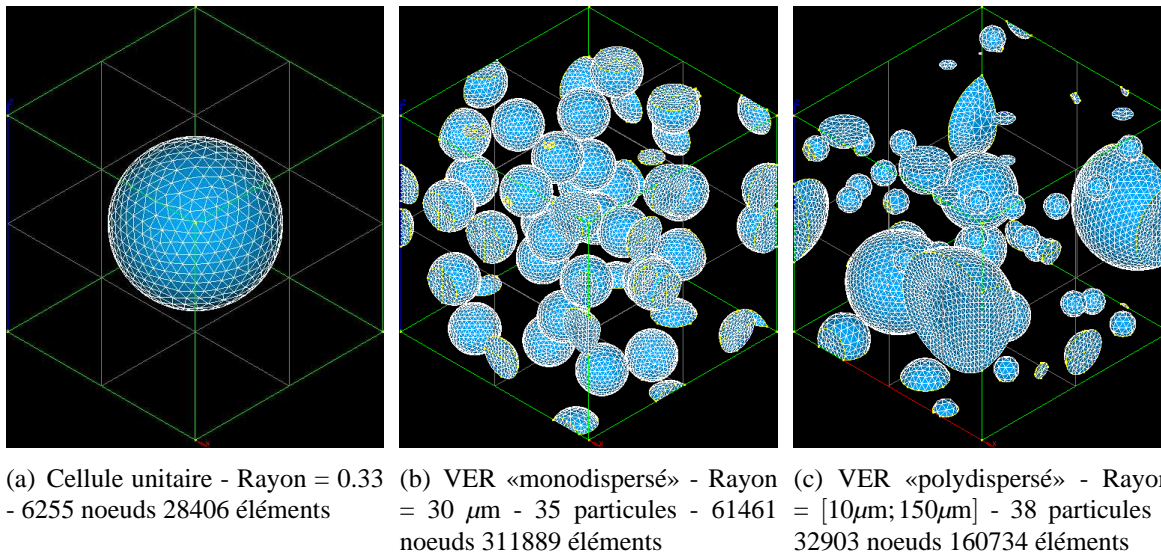 (a) Cellule unitaire - Rayon = 0.33
- 6255 noeuds 28406 éléments
(b) VER «monodispersé» - Rayon
= 30 μm - 35 particules - 61461
noeuds 311889 éléments
(c) VER «polydispersé» - Rayon
= [10μm; 150μm] - 38 particules
32903 noeuds 160734 éléments